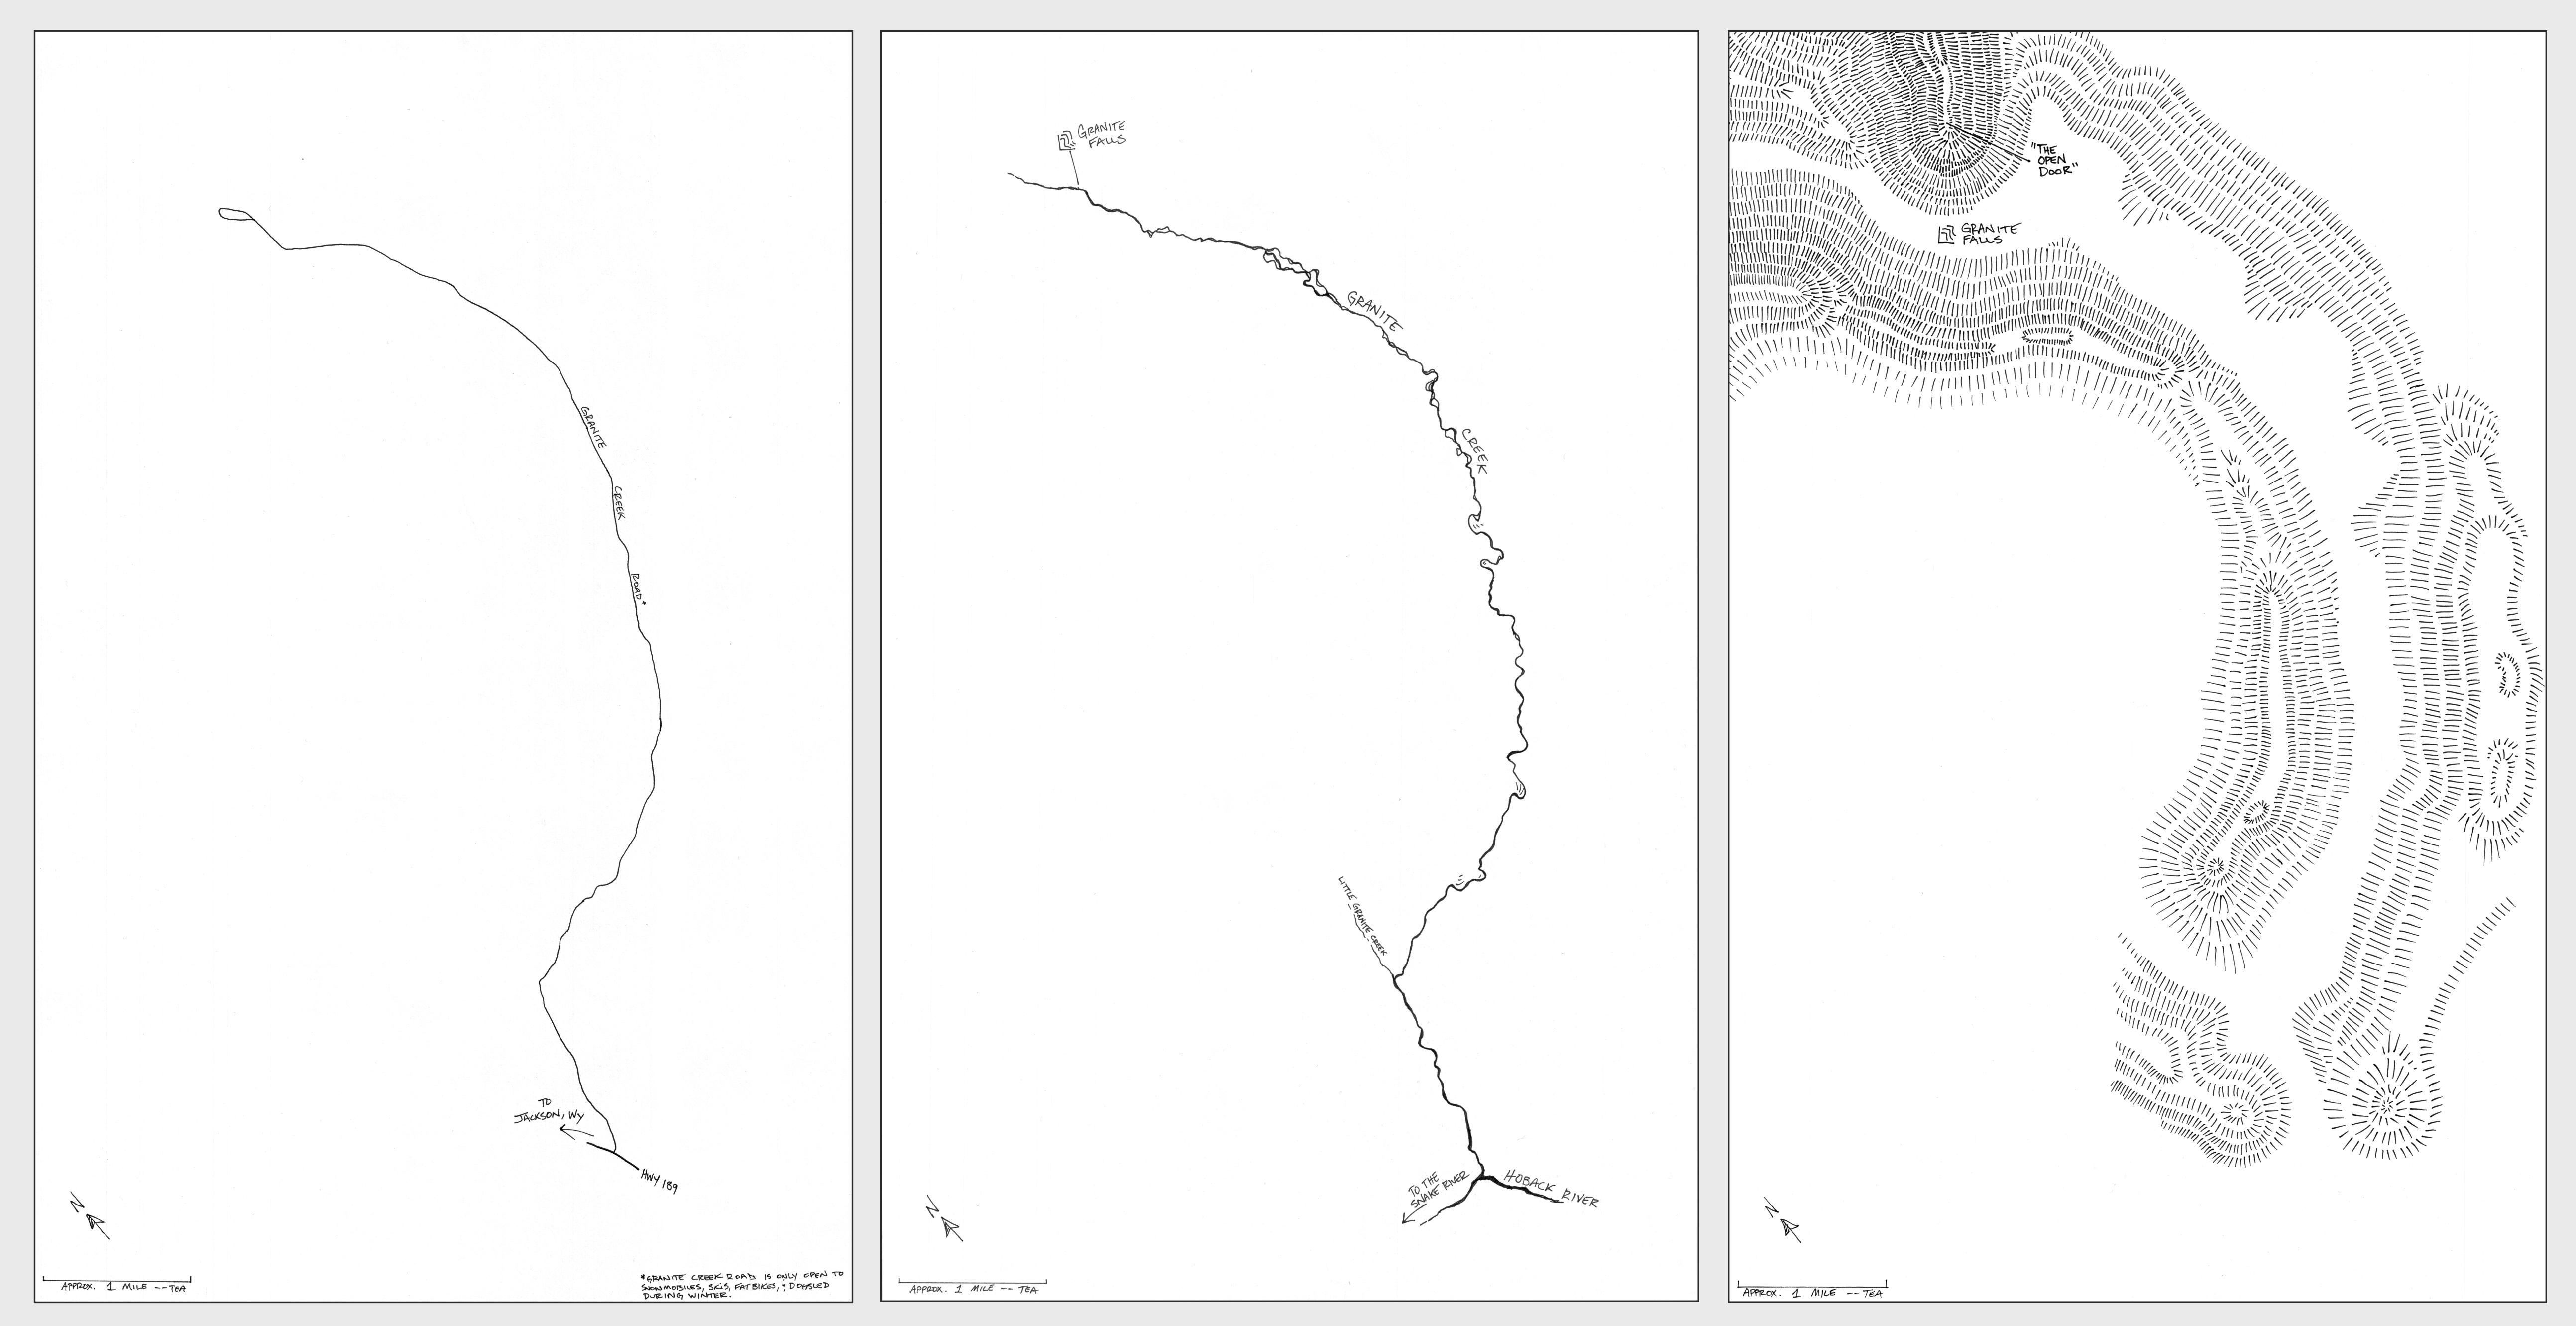 GRANITE
CREEK
ROAD*
TO
JACKSON, WY
HWY 189
N
APPROX. 1 MILE -- TEA
*GRANITE CREEK ROAD IS ONLY OPEN TO
SNOWMOBILES, SKIS, FATBIKES, & DOGSLED
DURING WINTER.
GRANITE
FALLS
GRANITE
CREEK
LITTLE GRANITE CREEK
TO THE
SNAKE RIVER
HOBACK RIVER
N
APPROX. 1 MILE -- TEA
"THE
OPEN
DOOR"
GRANITE
FALLS
N
APPROX. 1 MILE -- TEA